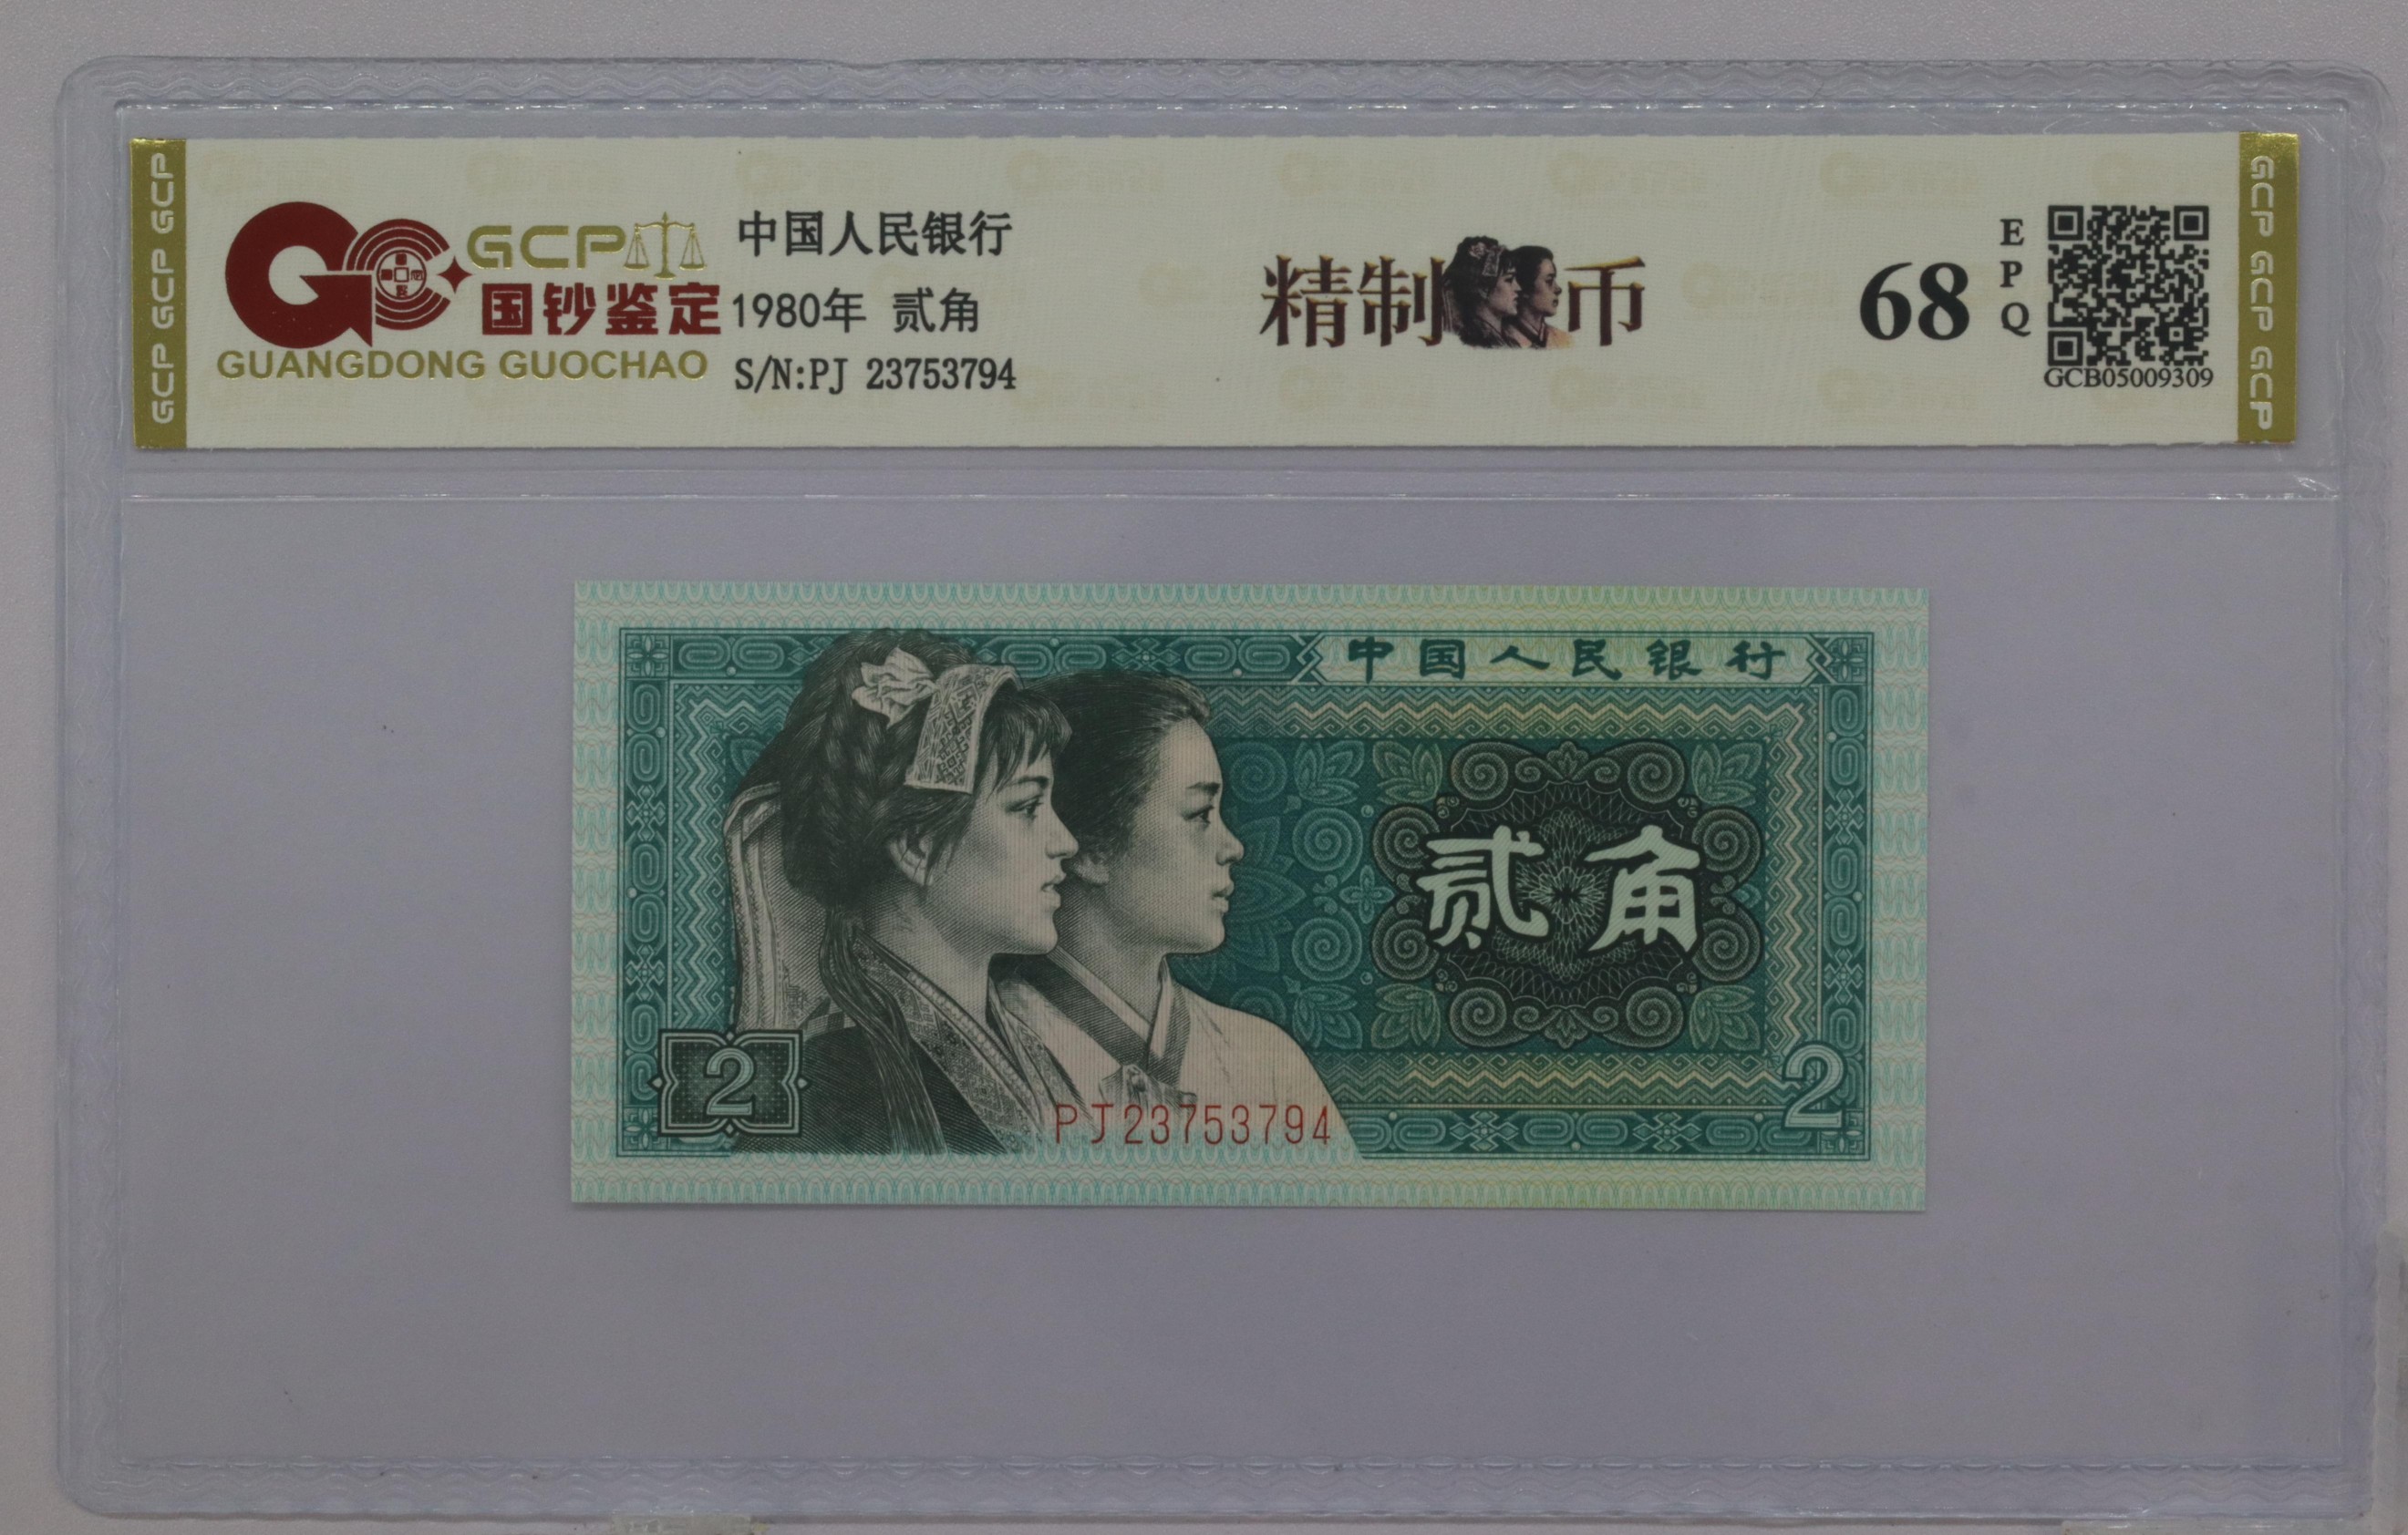 GCP GCP GCP
GCP
国钞鉴定
GUANGDONG GUOCHAO
中国人民银行
1980年 贰角
S/N:PJ 23753794
精制币
68
EPQ
GCB05009309
GCP GCP GCP
中国人民银行
贰角
2
PJ23753794
2